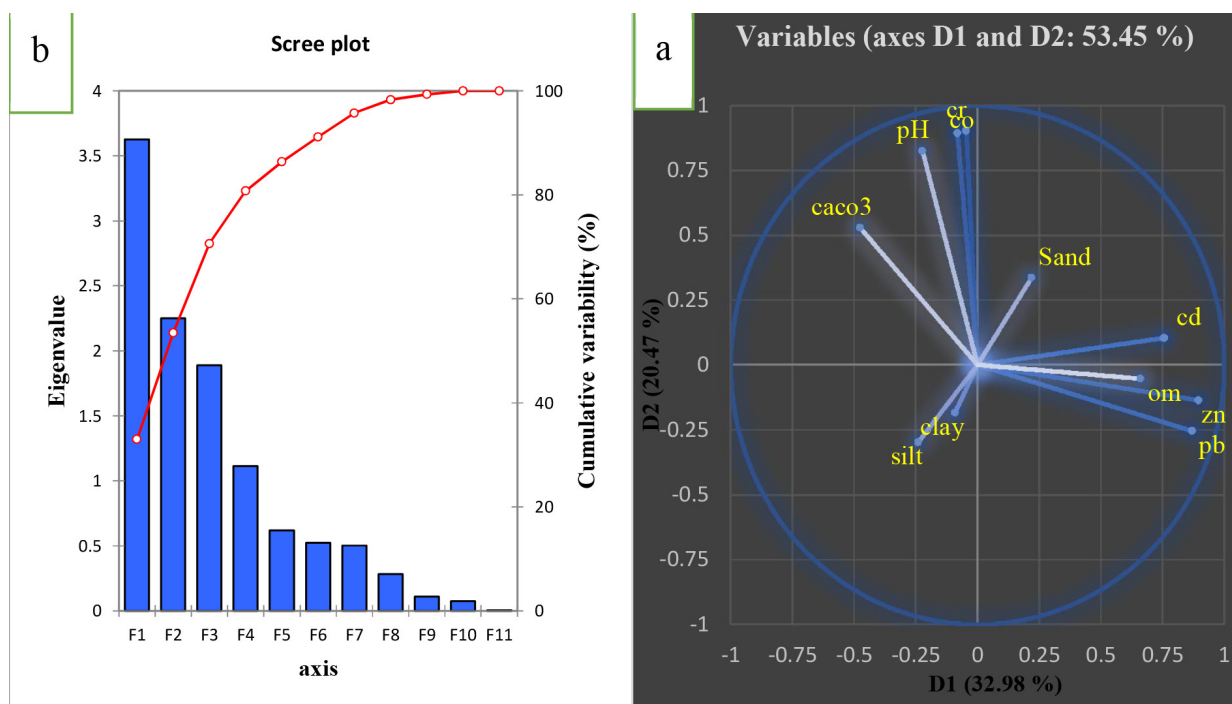 b
Scree plot
4
3.5
3
2.5
2
1.5
1
0.5
0
Eigenvalue
100
80
60
40
20
0
Cumulative variability (%)
F1 F2 F3 F4 F5 F6 F7 F8 F9 F10 F11
axis
a
Variables (axes D1 and D2: 53.45 %)
1
0.75
0.5
0.25
0
-0.25
-0.5
-0.75
-1
D2 (20.47 %)
cr
co
pH
caco3
Sand
cd
om
zn
pb
clay
silt
-1 -0.75 -0.5 -0.25 0 0.25 0.5 0.75 1
D1 (32.98 %)